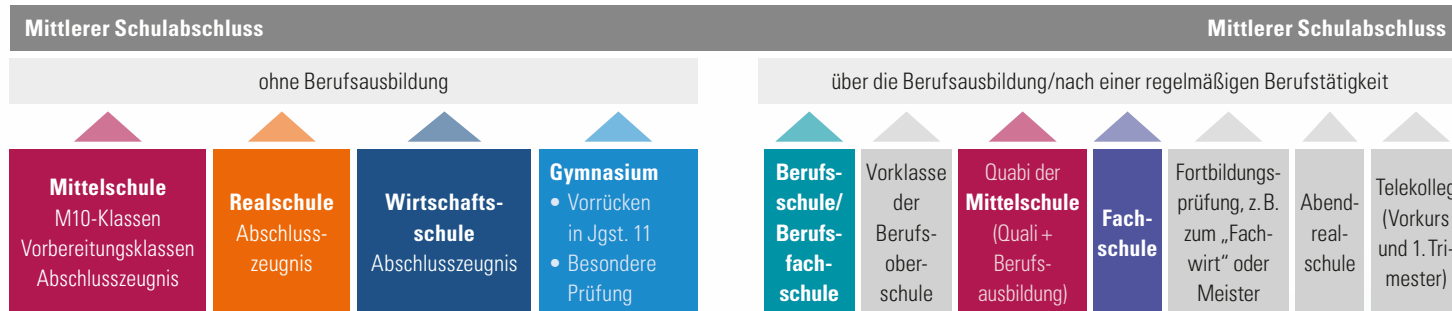 Mittlerer Schulabschluss
Mittlerer Schulabschluss
ohne Berufsausbildung
über die Berufsausbildung/nach einer regelmäßigen Berufstätigkeit
Mittelschule
M10-Klassen
Vorbereitungsklassen
Abschlusszeugnis
Realschule
Abschluss-
zeugnis
Wirtschafts-
schule
Abschlusszeugnis
Gymnasium
• Vorrücken
in Jgst. 11
• Besondere
Prüfung
Berufs-
schule/
Berufs-
fach-
schule
Vorklasse
der
Berufs-
ober-
schule
Quabi der
Mittelschule
(Quali +
Berufs-
ausbildung)
Fach-
schule
Fortbildungs-
prüfung, z. B.
zum „Fach-
wirt“ oder
Meister
Abend-
real-
schule
Telekolleg
(Vorkurs
und 1. Tri-
mester)